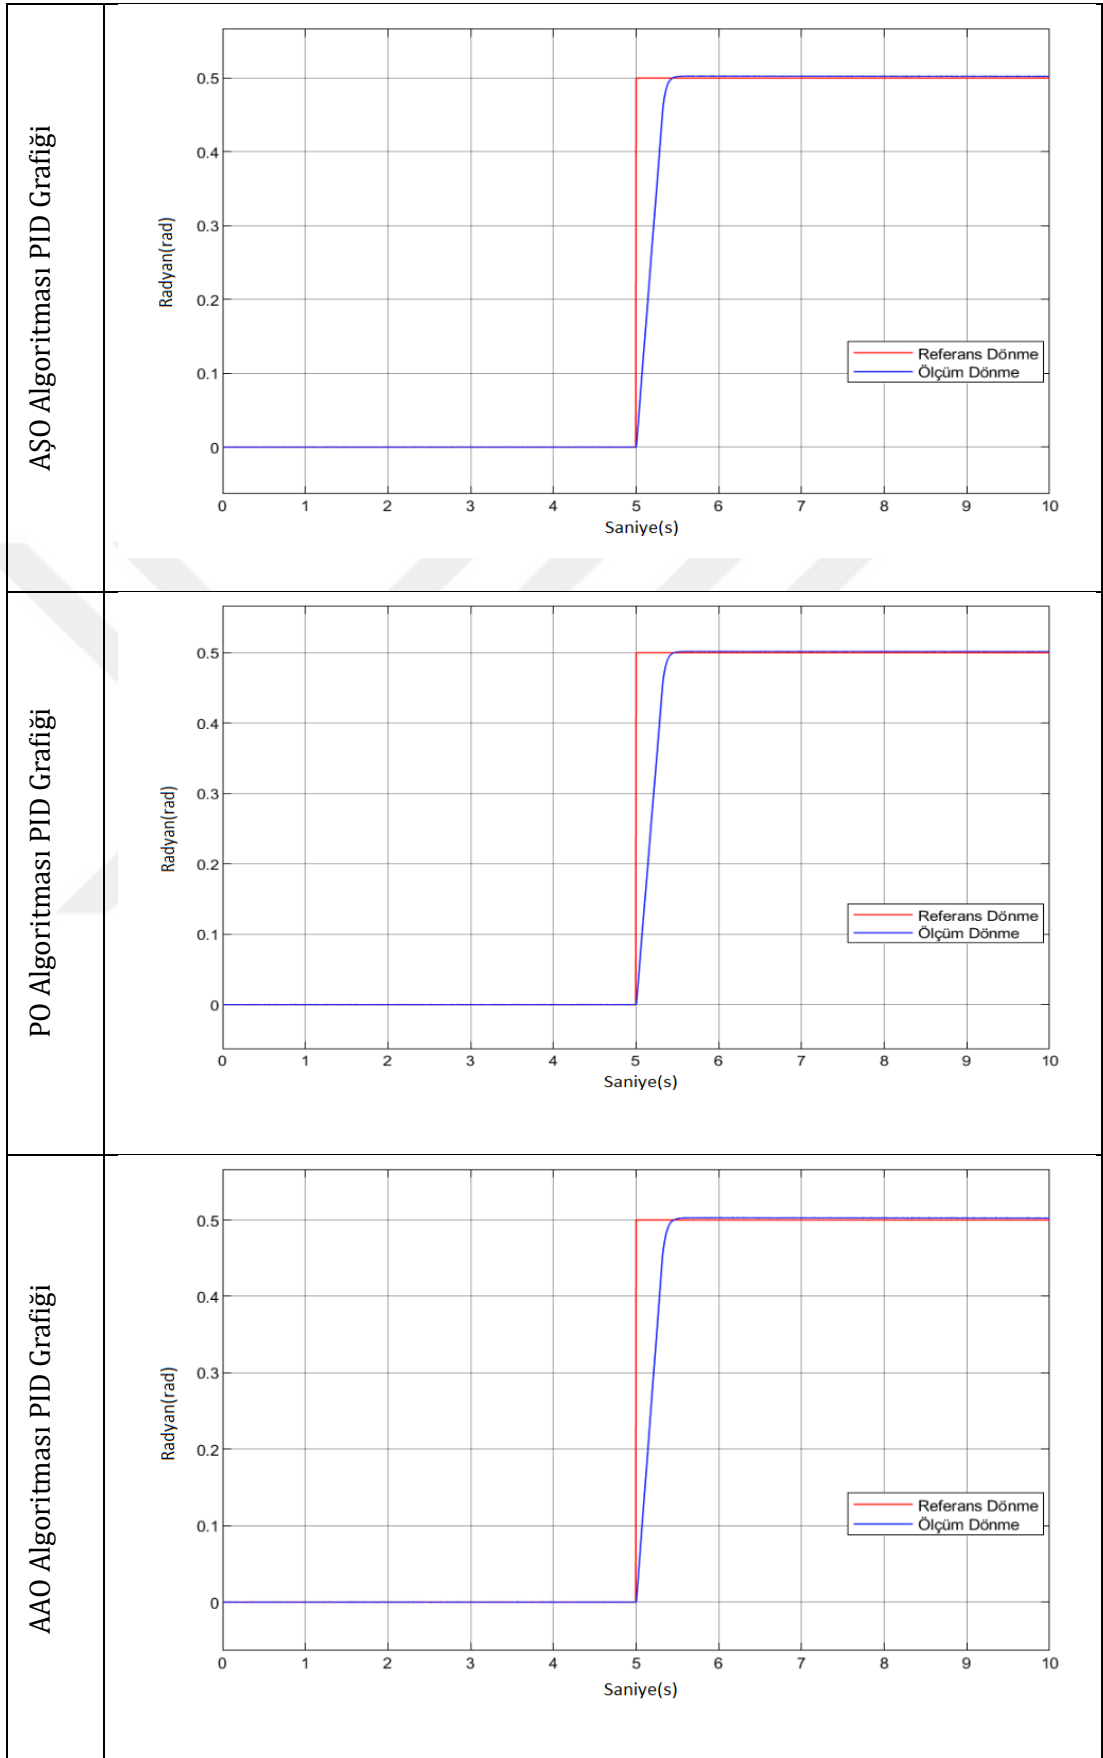 AŞO Algoritması PID Grafiği
0.5
0.4
0.3
0.2
0.1
0
Radyan(rad)
Referans Dönme
Ölçüm Dönme
0 1 2 3 4 5 6 7 8 9 10
Saniye(s)
PO Algoritması PID Grafiği
0.5
0.4
0.3
0.2
0.1
0
Radyan(rad)
Referans Dönme
Ölçüm Dönme
0 1 2 3 4 5 6 7 8 9 10
Saniye(s)
AAO Algoritması PID Grafiği
0.5
0.4
0.3
0.2
0.1
0
Radyan(rad)
Referans Dönme
Ölçüm Dönme
0 1 2 3 4 5 6 7 8 9 10
Saniye(s)